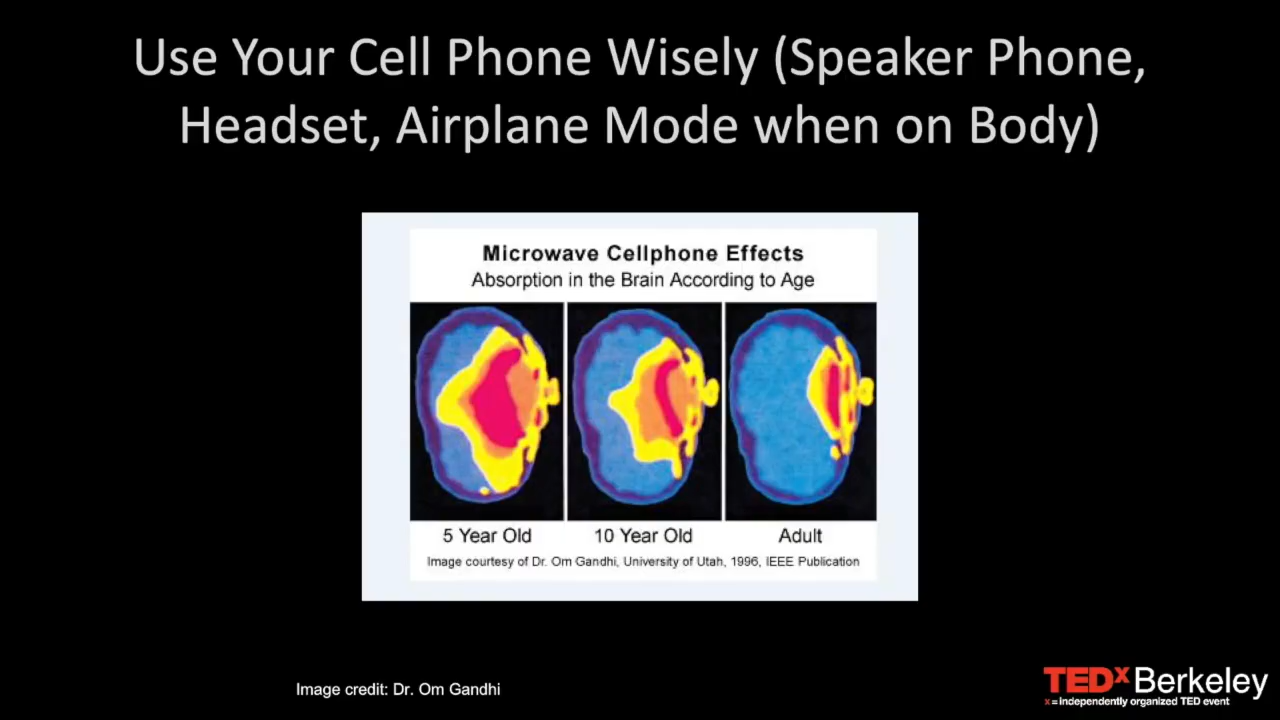 Use Your Cell Phone Wisely (Speaker Phone,
Headset, Airplane Mode when on Body)
Microwave Cellphone Effects
Absorption in the Brain According to Age
5 Year Old
10 Year Old
Adult
Image courtesy of Dr. Om Gandhi, University of Utah, 1996, IEEE Publication
Image credit: Dr. Om Gandhi
TEDx Berkeley
x = independently organized TED event